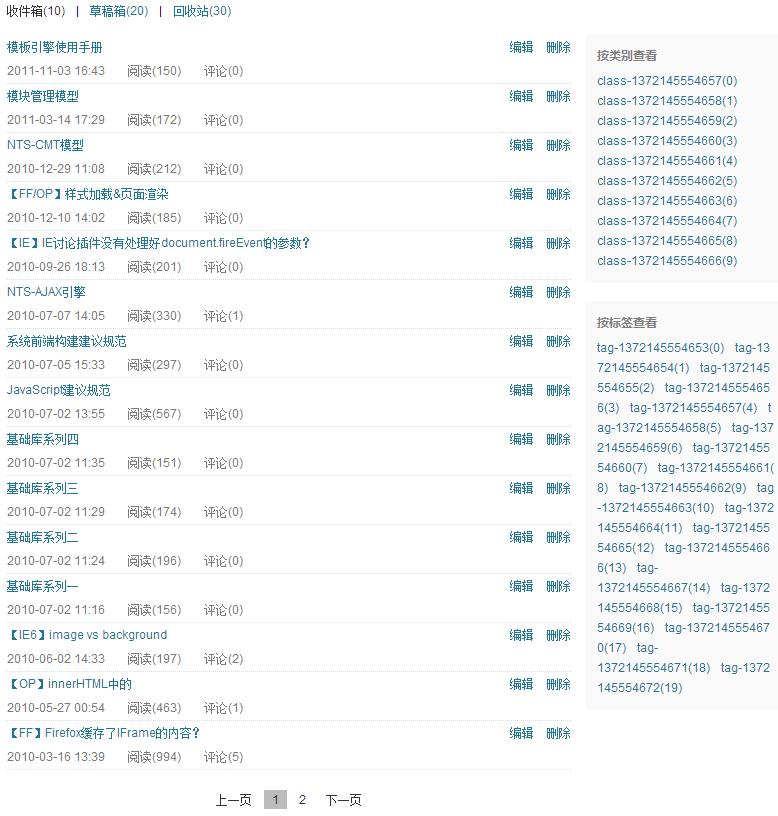 收件箱(10) | 草稿箱(20) | 回收站(30)
模板引擎使用手册 编辑 删除
2011-11-03 16:43 阅读(150) 评论(0)
模块管理模型 编辑 删除
2011-03-14 17:29 阅读(172) 评论(0)
NTS-CMT模型 编辑 删除
2010-12-29 11:08 阅读(212) 评论(0)
【FF/OP】样式加载&页面渲染 编辑 删除
2010-12-10 14:02 阅读(185) 评论(0)
【IE】IE讨论插件没有处理好document.fireEvent的参数? 编辑 删除
2010-09-26 18:13 阅读(201) 评论(0)
NTS-AJAX引擎 编辑 删除
2010-07-07 14:05 阅读(330) 评论(1)
系统前端构建建议规范 编辑 删除
2010-07-05 15:33 阅读(297) 评论(0)
JavaScript建议规范 编辑 删除
2010-07-02 13:55 阅读(567) 评论(0)
基础库系列四 编辑 删除
2010-07-02 11:35 阅读(151) 评论(0)
基础库系列三 编辑 删除
2010-07-02 11:29 阅读(174) 评论(0)
基础库系列二 编辑 删除
2010-07-02 11:24 阅读(196) 评论(0)
基础库系列一 编辑 删除
2010-07-02 11:16 阅读(156) 评论(0)
【IE6】image vs background 编辑 删除
2010-06-02 14:33 阅读(197) 评论(2)
【OP】innerHTML中的 编辑 删除
2010-05-27 00:54 阅读(463) 评论(1)
【FF】Firefox缓存了IFrame的内容? 编辑 删除
2010-03-16 13:39 阅读(994) 评论(5)
上一页 1 2 下一页
按类别查看
class-1372145554657(0)
class-1372145554658(1)
class-1372145554659(2)
class-1372145554660(3)
class-1372145554661(4)
class-1372145554662(5)
class-1372145554663(6)
class-1372145554664(7)
class-1372145554665(8)
class-1372145554666(9)
按标签查看
tag-1372145554653(0) tag-13
72145554654(1) tag-1372145
554655(2) tag-137214555465
6(3) tag-1372145554657(4) t
ag-1372145554658(5) tag-137
2145554659(6) tag-13721455
54660(7) tag-1372145554661(
8) tag-1372145554662(9) tag
-1372145554663(10) tag-1372
145554664(11) tag-13721455
54665(12) tag-137214555466
6(13) tag-
1372145554667(14) tag-1372
145554668(15) tag-13721455
54669(16) tag-137214555467
0(17) tag-
1372145554671(18) tag-1372
145554672(19)